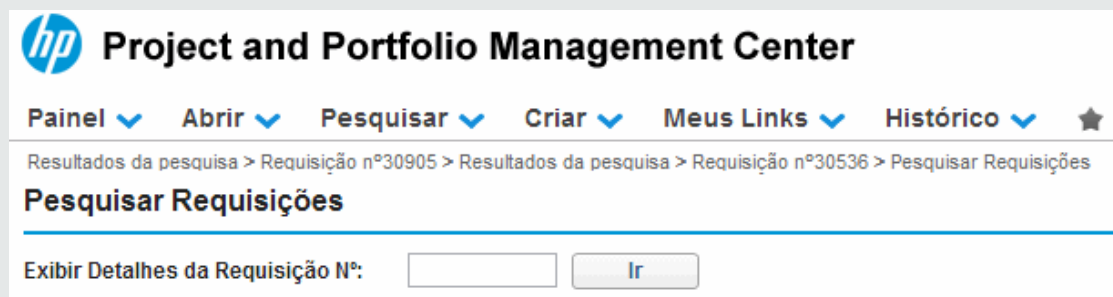 hp Project and Portfolio Management Center
Painel Abrir Pesquisar Criar Meus Links Histórico
Resultados da pesquisa > Requisição nº30905 > Resultados da pesquisa > Requisição nº30536 > Pesquisar Requisições
Pesquisar Requisições
Exibir Detalhes da Requisição Nº: Ir